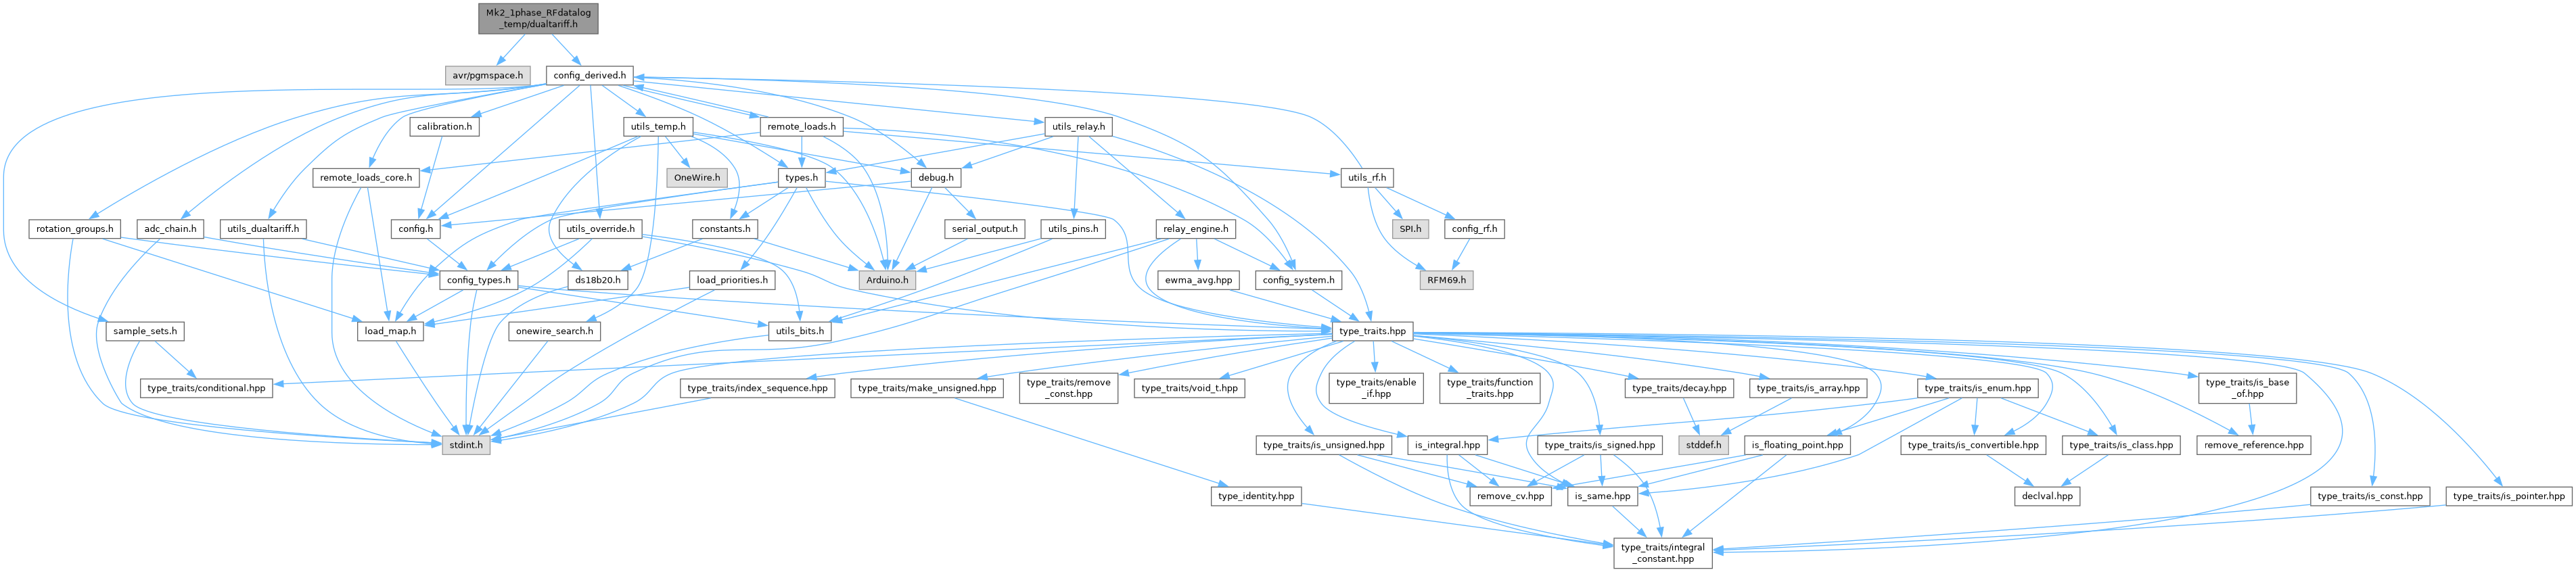 Mk2_1phase_RFdatalog
_temp/dualtariff.h
avr/pgmspace.h
config_derived.h
calibration.h
utils_temp.h
remote_loads.h
utils_relay.h
remote_loads_core.h
OneWire.h
types.h
debug.h
utils_rf.h
rotation_groups.h
adc_chain.h
utils_dualtariff.h
config.h
utils_override.h
constants.h
serial_output.h
utils_pins.h
relay_engine.h
SPI.h
config_rf.h
config_types.h
ds18b20.h
load_priorities.h
Arduino.h
ewma_avg.hpp
config_system.h
RFM69.h
sample_sets.h
load_map.h
onewire_search.h
utils_bits.h
type_traits.hpp
type_traits/conditional.hpp
type_traits/index_sequence.hpp
type_traits/make_unsigned.hpp
type_traits/remove
_const.hpp
type_traits/void_t.hpp
type_traits/enable
_if.hpp
type_traits/function
_traits.hpp
type_traits/decay.hpp
type_traits/is_array.hpp
type_traits/is_enum.hpp
type_traits/is_base
_of.hpp
stdint.h
type_traits/is_unsigned.hpp
is_integral.hpp
type_traits/is_signed.hpp
stddef.h
is_floating_point.hpp
type_traits/is_convertible.hpp
type_traits/is_class.hpp
remove_reference.hpp
type_identity.hpp
remove_cv.hpp
is_same.hpp
declval.hpp
type_traits/is_const.hpp
type_traits/is_pointer.hpp
type_traits/integral
_constant.hpp